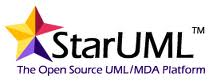 StarUML™
The Open Source UML/MDA Platform